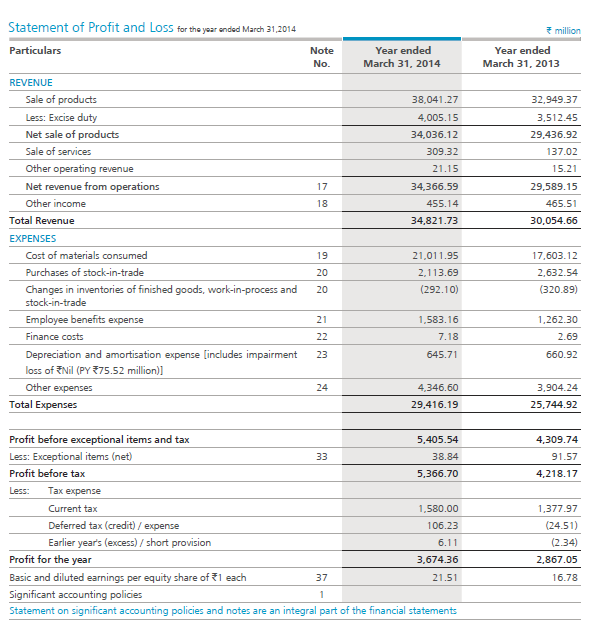 Statement of Profit and Loss for the year ended March 31,2014 ₹ million
Particulars Note No. Year ended March 31, 2014 Year ended March 31, 2013
REVENUE
Sale of products 38,041.27 32,949.37
Less: Excise duty 4,005.15 3,512.45
Net sale of products 34,036.12 29,436.92
Sale of services 309.32 137.02
Other operating revenue 21.15 15.21
Net revenue from operations 17 34,366.59 29,589.15
Other income 18 455.14 465.51
Total Revenue 34,821.73 30,054.66
EXPENSES
Cost of materials consumed 19 21,011.95 17,603.12
Purchases of stock-in-trade 20 2,113.69 2,632.54
Changes in inventories of finished goods, work-in-process and 20 (292.10) (320.89)
stock-in-trade
Employee benefits expense 21 1,583.16 1,262.30
Finance costs 22 7.18 2.69
Depreciation and amortisation expense [includes impairment 23 645.71 660.92
loss of ₹Nil (PY ₹75.52 million)]
Other expenses 24 4,346.60 3,904.24
Total Expenses 29,416.19 25,744.92
Profit before exceptional items and tax 5,405.54 4,309.74
Less: Exceptional items (net) 33 38.84 91.57
Profit before tax 5,366.70 4,218.17
Less: Tax expense
Current tax 1,580.00 1,377.97
Deferred tax (credit) / expense 106.23 (24.51)
Earlier year's (excess) / short provision 6.11 (2.34)
Profit for the year 3,674.36 2,867.05
Basic and diluted earnings per equity share of ₹1 each 37 21.51 16.78
Significant accounting policies 1
Statement on significant accounting policies and notes are an integral part of the financial statements